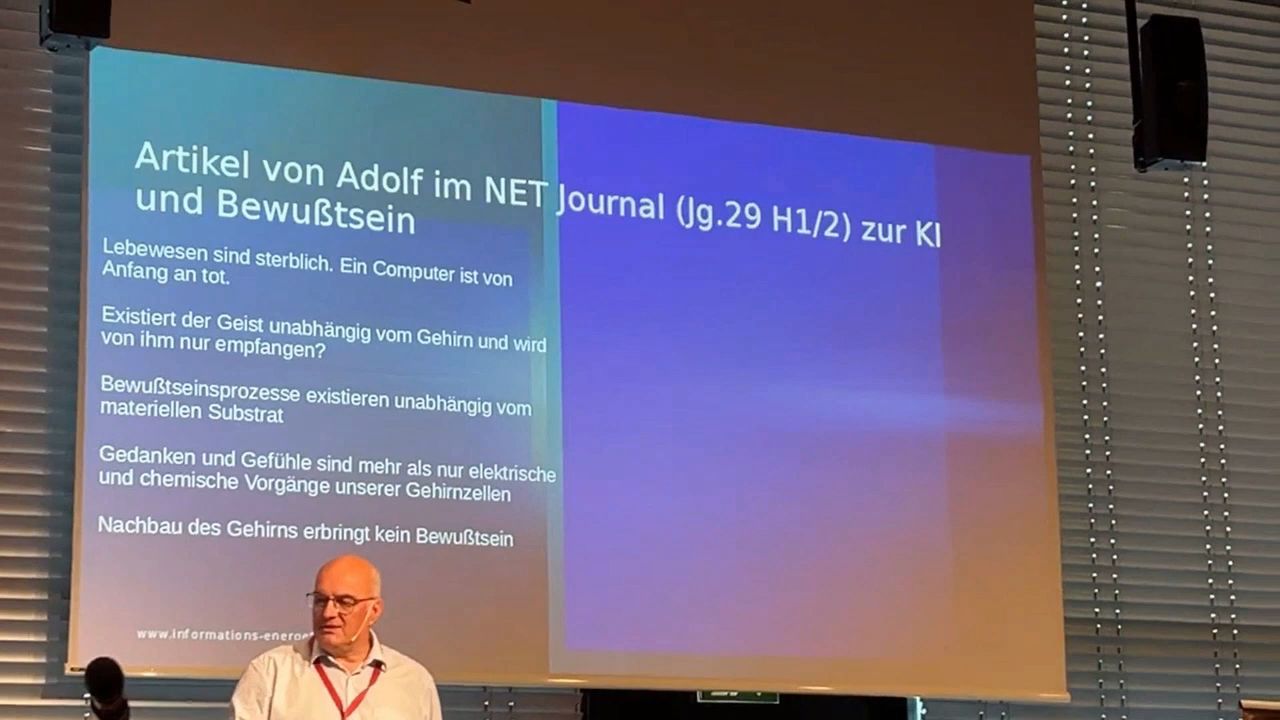 Artikel von Adolf im NET Journal (Jg.29 H1/2) zur KI
und Bewußtsein
Lebewesen sind sterblich. Ein Computer ist von
Anfang an tot.
Existiert der Geist unabhängig vom Gehirn und wird
von ihm nur empfangen?
Bewußtseinsprozesse existieren unabhängig vom
materiellen Substrat
Gedanken und Gefühle sind mehr als nur elektrische
und chemische Vorgänge unserer Gehirnzellen
Nachbau des Gehirns erbringt kein Bewußtsein